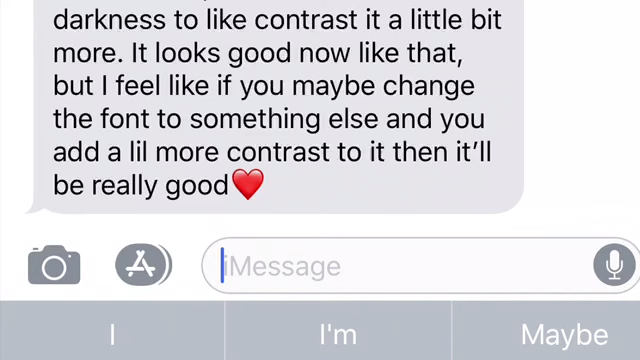 darkness to like contrast it a little bit
more. It looks good now like that,
but I feel like if you maybe change
the font to something else and you
add a lil more contrast to it then it’ll
be really good❤️
iMessage
I
I'm
Maybe